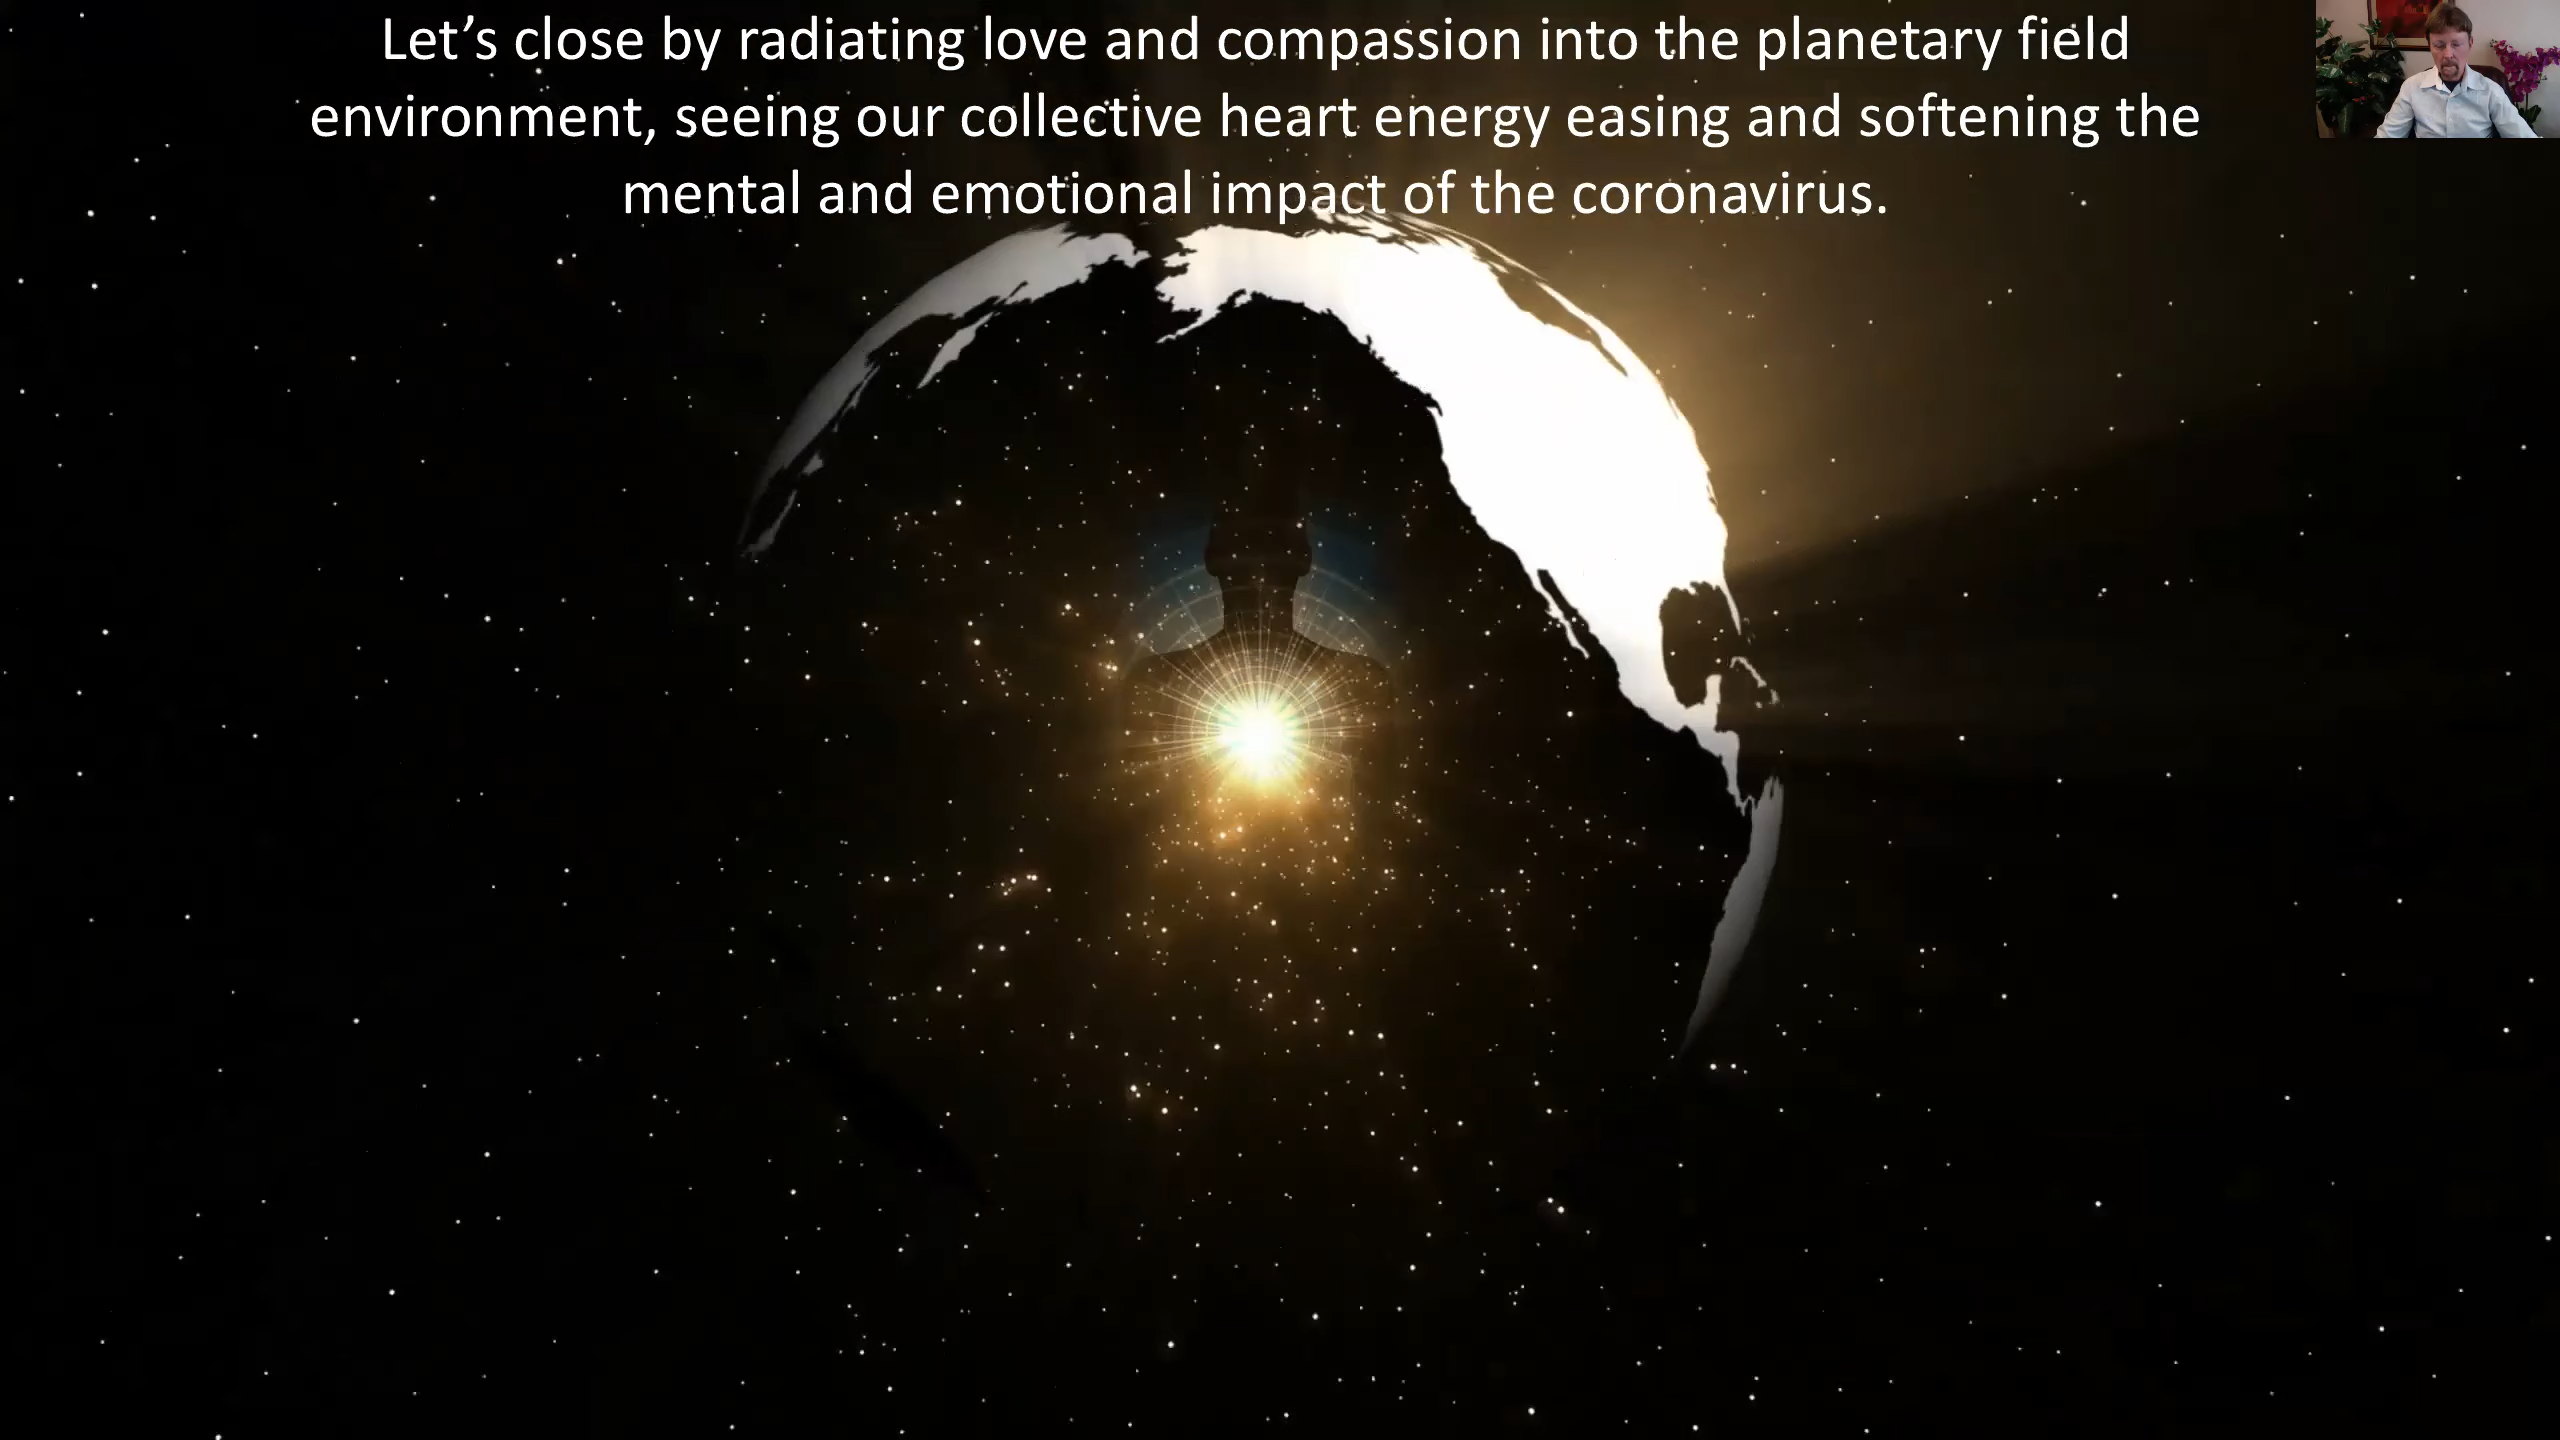 Let’s close by radiating love and compassion into the planetary field
environment, seeing our collective heart energy easing and softening the
mental and emotional impact of the coronavirus.